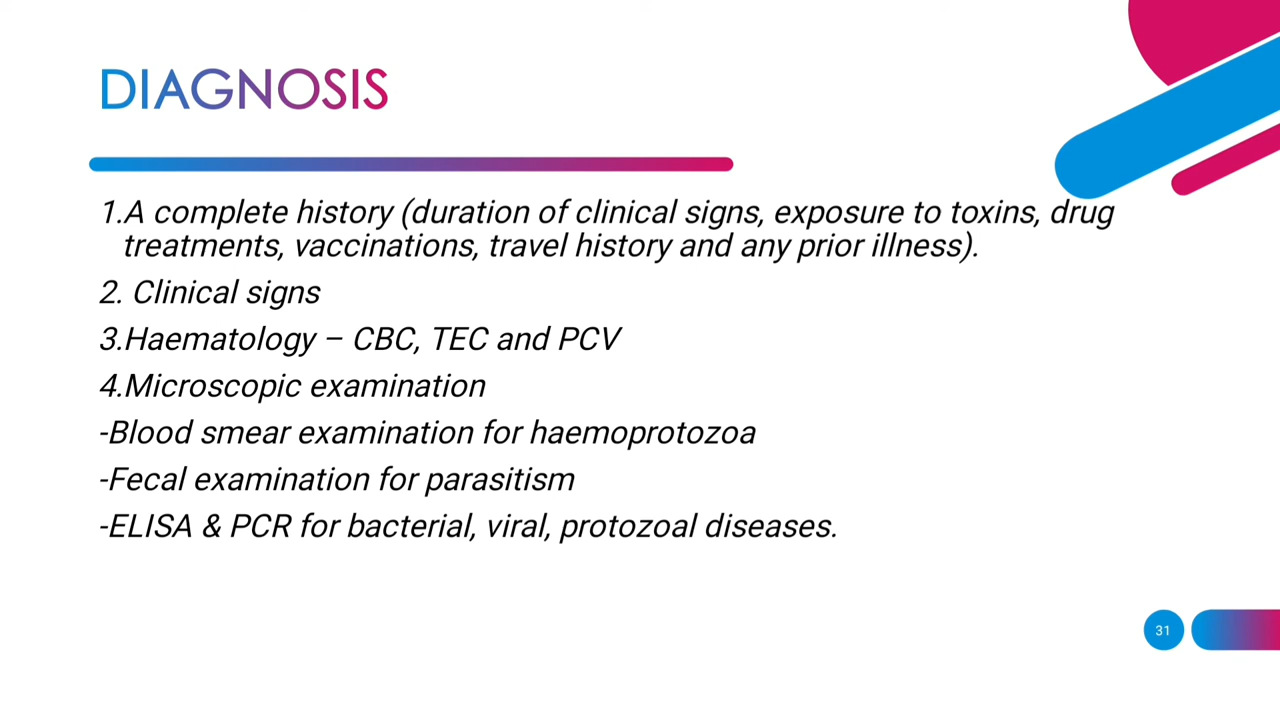 DIAGNOSIS
1.A complete history (duration of clinical signs, exposure to toxins, drug
treatments, vaccinations, travel history and any prior illness).
2. Clinical signs
3.Haematology – CBC, TEC and PCV
4.Microscopic examination
-Blood smear examination for haemoprotozoa
-Fecal examination for parasitism
-ELISA & PCR for bacterial, viral, protozoal diseases.
31